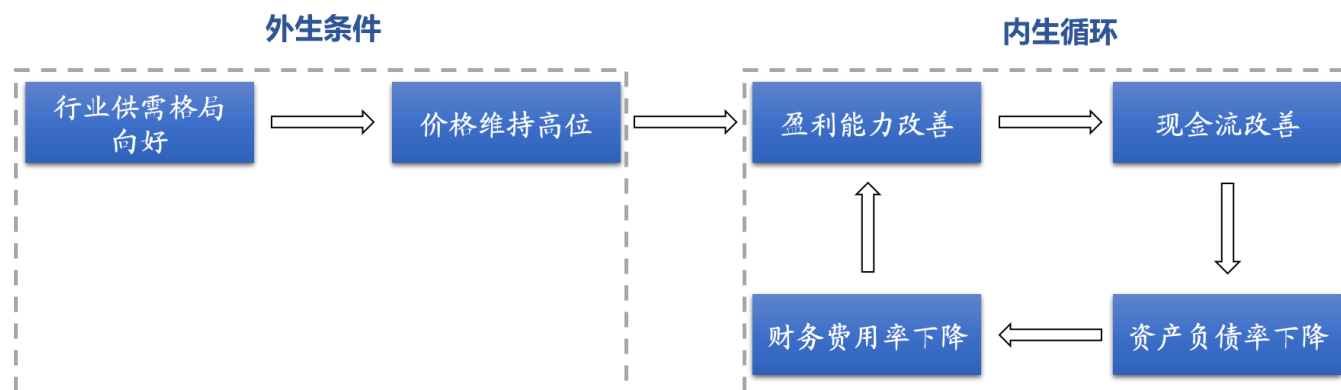 外生条件
内生循环
行业供需格局
向好
价格维持高位
盈利能力改善
现金流改善
财务费用率下降
资产负债率下降